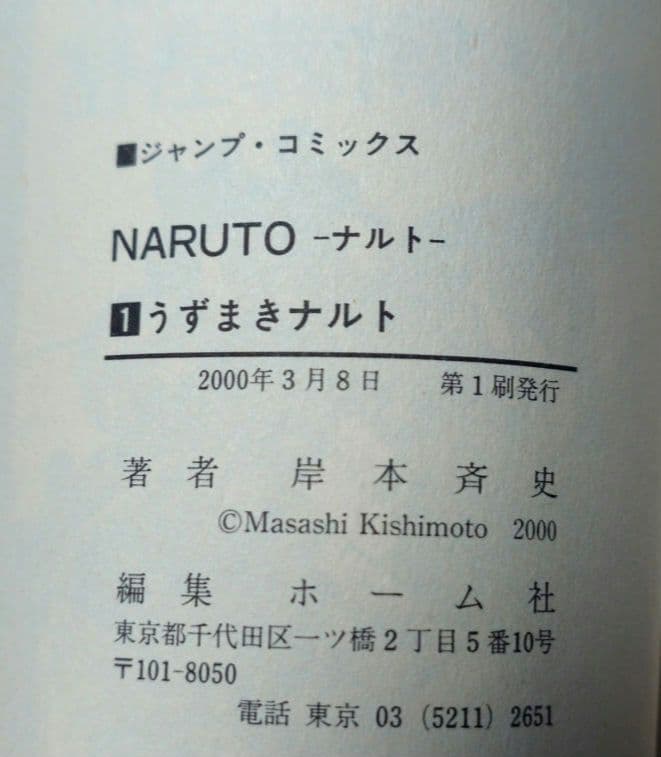 ■ジャンプ・コミックス
NARUTO -ナルト-
1うずまきナルト
2000年3月8日 第1刷発行
著者 岸本斉史
©Masashi Kishimoto 2000
編集 ホーム社
東京都千代田区一ツ橋2丁目5番10号
〒101-8050
電話 東京 03 (5211) 2651